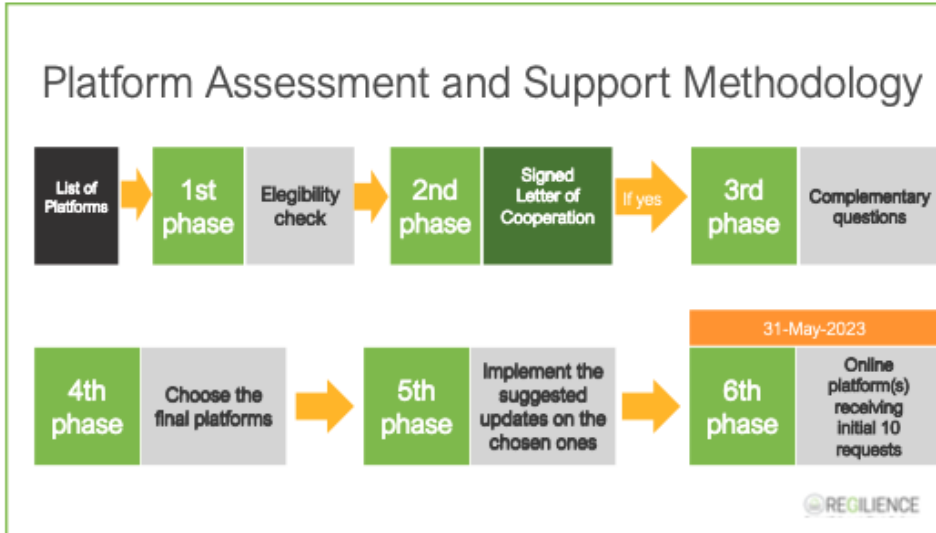 Platform Assessment and Support Methodology
List of
Platforms
1st
phase
Elegibility
check
2nd
phase
Signed
Letter of
Cooperation
If yes
3rd
phase
Complementary
questions
4th
phase
Choose the
final platforms
5th
phase
Implement the
suggested
updates on the
chosen ones
31-May-2023
6th
phase
Online
platform(s)
receiving
initial 10
requests
REGILIENCE